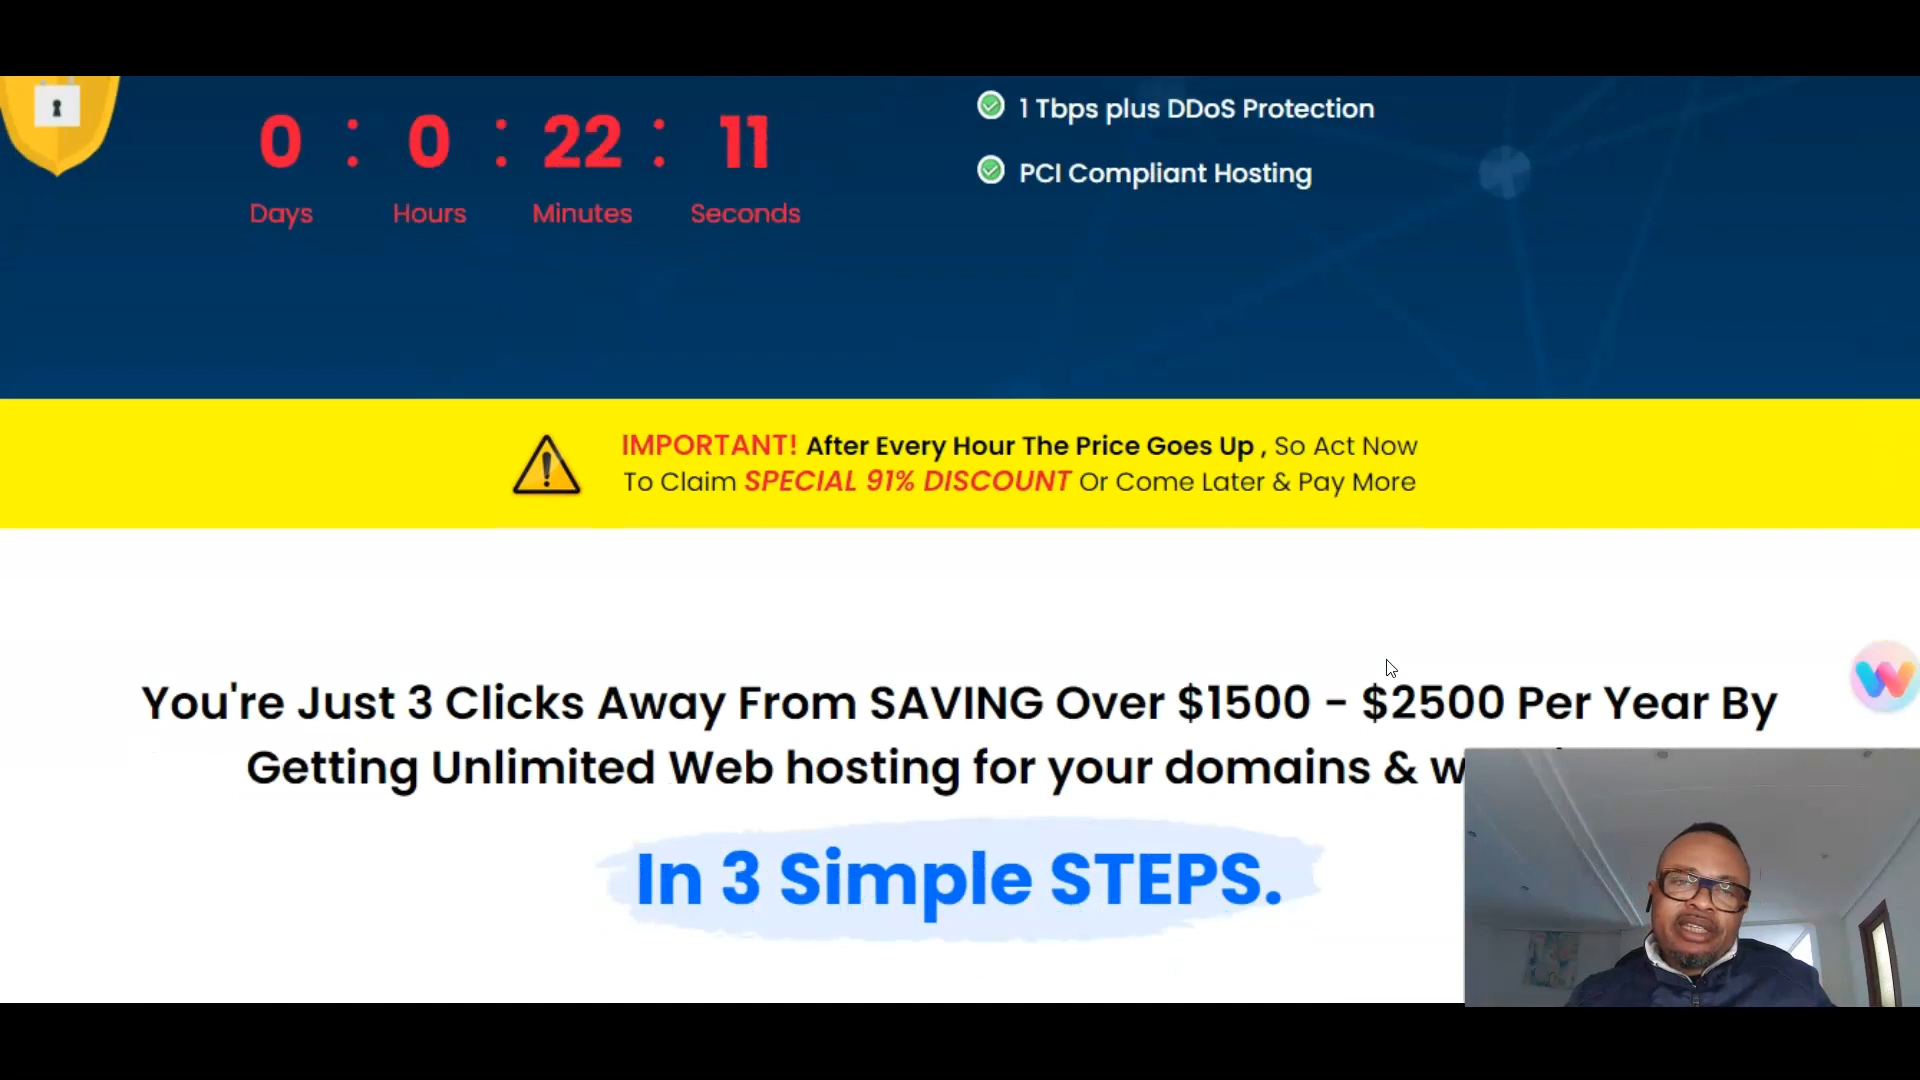 0 : 0 : 22 : 11
Days Hours Minutes Seconds
1 Tbps plus DDoS Protection
PCI Compliant Hosting
IMPORTANT! After Every Hour The Price Goes Up , So Act Now
To Claim SPECIAL 91% DISCOUNT Or Come Later & Pay More
You're Just 3 Clicks Away From SAVING Over $1500 - $2500 Per Year By
Getting Unlimited Web hosting for your domains &
In 3 Simple STEPS.